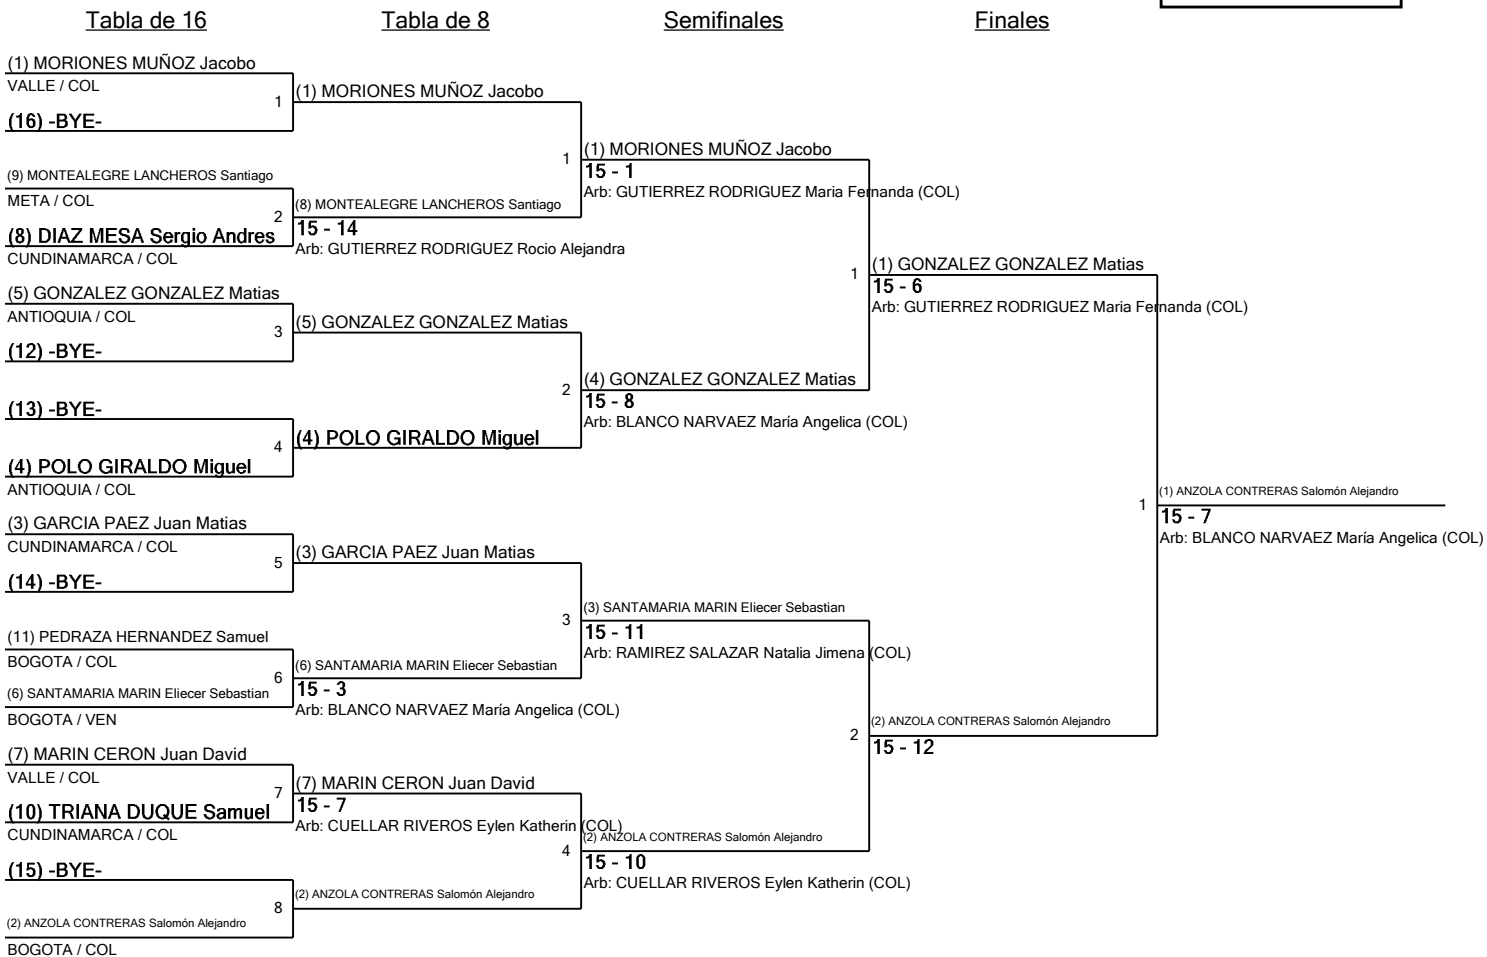 Tabla de 16
Tabla de 8
Semifinales
Finales
(1) MORIONES MUÑOZ Jacobo
VALLE / COL
1
(16) -BYE-
(9) MONTEALEGRE LANCHEROS Santiago
META / COL
2
(8) DIAZ MESA Sergio Andres
CUNDINAMARCA / COL
(5) GONZALEZ GONZALEZ Matias
ANTIOQUIA / COL
3
(12) -BYE-
(13) -BYE-
4
(4) POLO GIRALDO Miguel
ANTIOQUIA / COL
(3) GARCIA PAEZ Juan Matias
CUNDINAMARCA / COL
5
(14) -BYE-
(11) PEDRAZA HERNANDEZ Samuel
BOGOTA / COL
6
(6) SANTAMARIA MARIN Eliecer Sebastian
BOGOTA / VEN
(7) MARIN CERON Juan David
VALLE / COL
7
(10) TRIANA DUQUE Samuel
CUNDINAMARCA / COL
(15) -BYE-
8
(2) ANZOLA CONTRERAS Salomón Alejandro
BOGOTA / COL
(1) MORIONES MUÑOZ Jacobo
1
(8) MONTEALEGRE LANCHEROS Santiago
15 - 14
Arb: GUTIERREZ RODRIGUEZ Rocio Alejandra
(5) GONZALEZ GONZALEZ Matias
2
(4) POLO GIRALDO Miguel
(3) GARCIA PAEZ Juan Matias
3
(6) SANTAMARIA MARIN Eliecer Sebastian
15 - 3
Arb: BLANCO NARVAEZ María Angelica (COL)
(7) MARIN CERON Juan David
15 - 7
Arb: CUELLAR RIVEROS Eylen Katherin (COL)
4
(2) ANZOLA CONTRERAS Salomón Alejandro
(1) MORIONES MUÑOZ Jacobo
15 - 1
Arb: GUTIERREZ RODRIGUEZ Maria Fernanda (COL)
1
(4) GONZALEZ GONZALEZ Matias
15 - 8
Arb: BLANCO NARVAEZ María Angelica (COL)
(3) SANTAMARIA MARIN Eliecer Sebastian
15 - 11
Arb: RAMIREZ SALAZAR Natalia Jimena (COL)
2
(2) ANZOLA CONTRERAS Salomón Alejandro
15 - 10
Arb: CUELLAR RIVEROS Eylen Katherin (COL)
(1) GONZALEZ GONZALEZ Matias
15 - 6
Arb: GUTIERREZ RODRIGUEZ Maria Fernanda (COL)
1
(2) ANZOLA CONTRERAS Salomón Alejandro
15 - 12
(1) ANZOLA CONTRERAS Salomón Alejandro
15 - 7
Arb: BLANCO NARVAEZ María Angelica (COL)